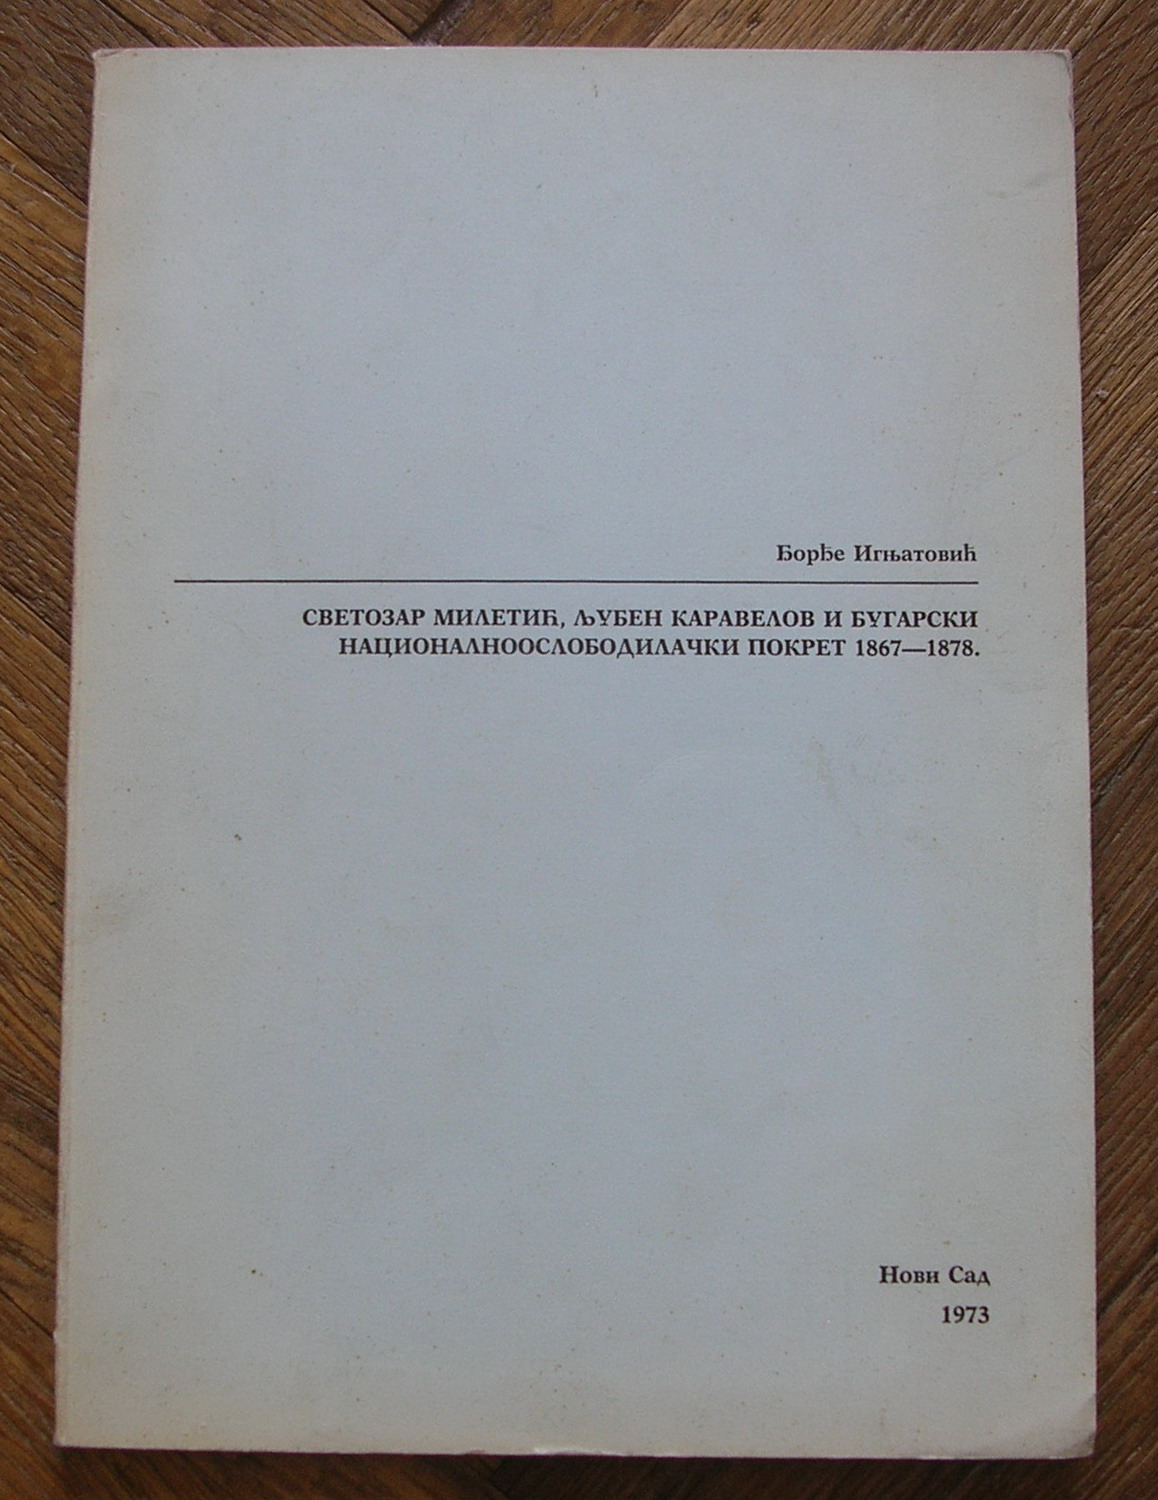 Ђорђе Игњатовић
СВЕТОЗАР МИЛЕТИЋ, ЉУБЕН КАРАВЕЛОВ И БУГАРСКИ
НАЦИОНАЛНООСЛОБОДИЛАЧКИ ПОКРЕТ 1867—1878.
Нови Сад
1973